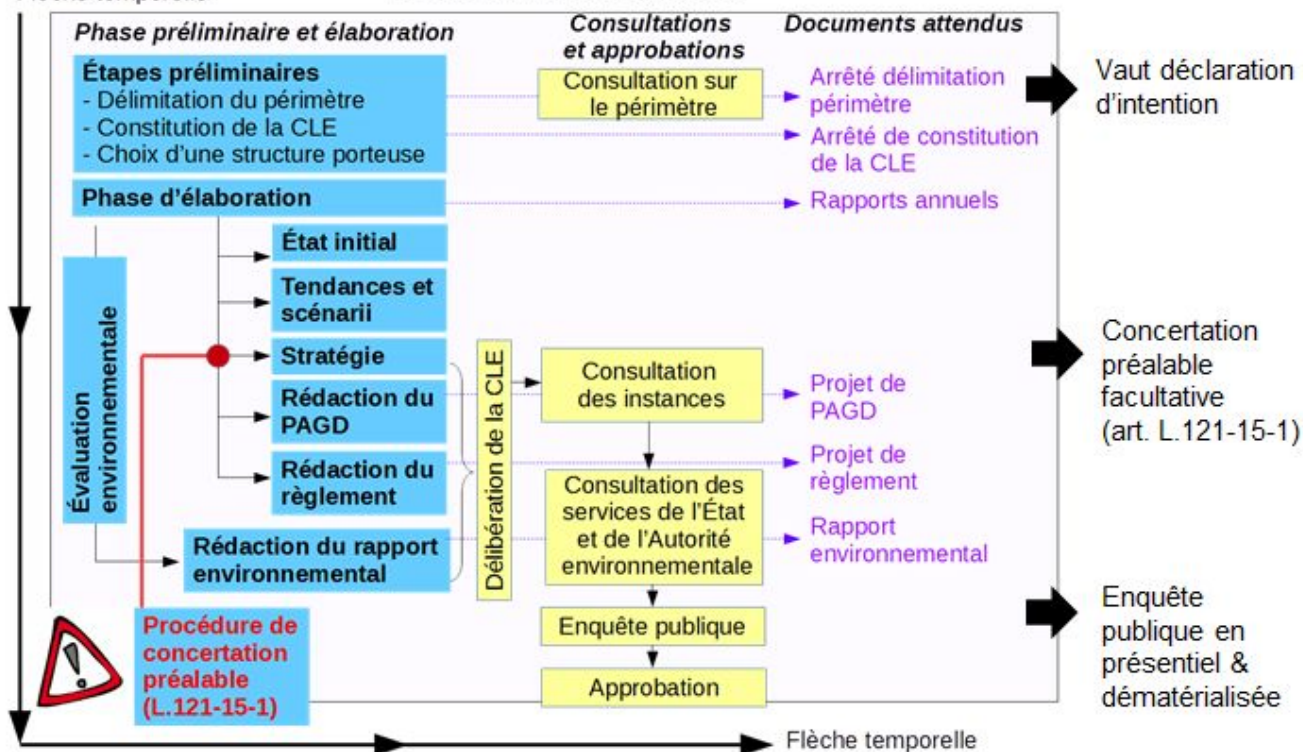 Flèche temporelle
Phase préliminaire et élaboration
Consultations
et approbations
Documents attendus
Étapes préliminaires
- Délimitation du périmètre
- Constitution de la CLE
- Choix d'une structure porteuse
Consultation sur
le périmètre
Arrêté délimitation
périmètre
Arrêté de constitution
de la CLE
Vaut déclaration
d'intention
Phase d'élaboration
Rapports annuels
État initial
Tendances et
scénarii
Stratégie
Rédaction du
PAGD
Rédaction du
règlement
Évaluation
environnementale
Rédaction du rapport
environnemental
Délibération de la CLE
Consultation
des instances
Consultation des
services de l'État
et de l'Autorité
environnementale
Enquête publique
Approbation
Projet de
PAGD
Projet de
règlement
Rapport
environnemental
Concertation
préalable
facultative
(art. L.121-15-1)
Enquête
publique en
présentiel &
dématérialisée
Procédure de
concertation
préalable
(L.121-15-1)
Flèche temporelle